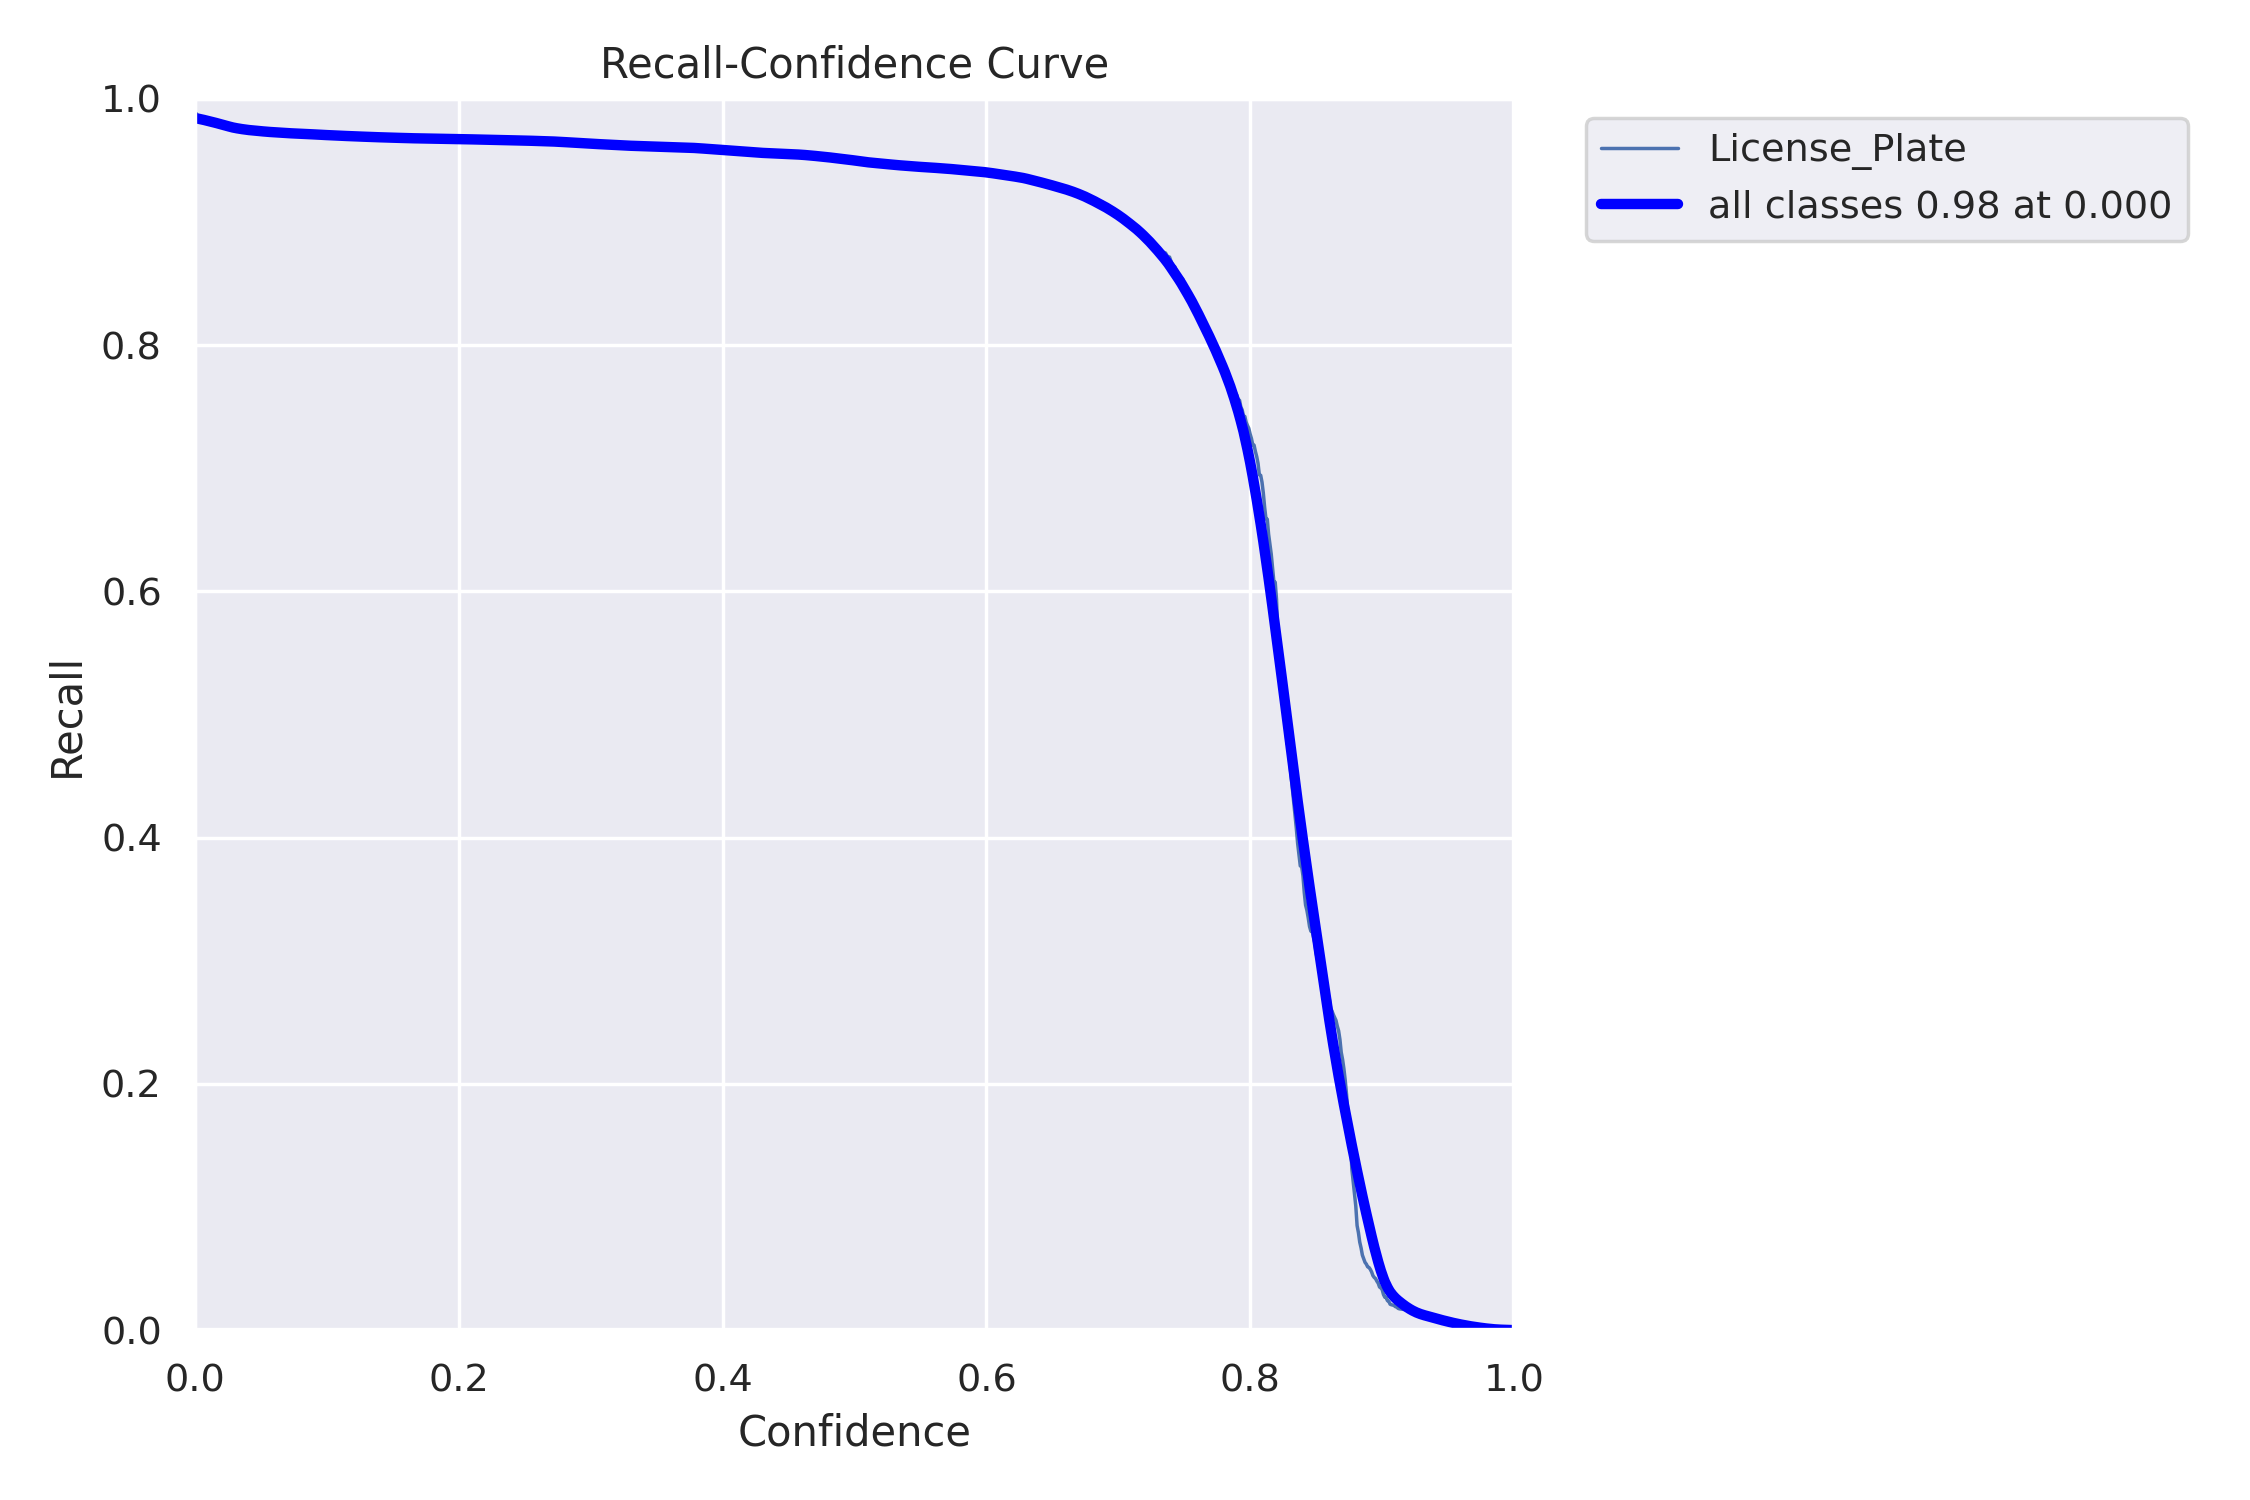 Recall-Confidence Curve
1.0
0.8
0.6
0.4
0.2
0.0
Recall
0.0 0.2 0.4 0.6 0.8 1.0
Confidence
License_Plate
all classes 0.98 at 0.000